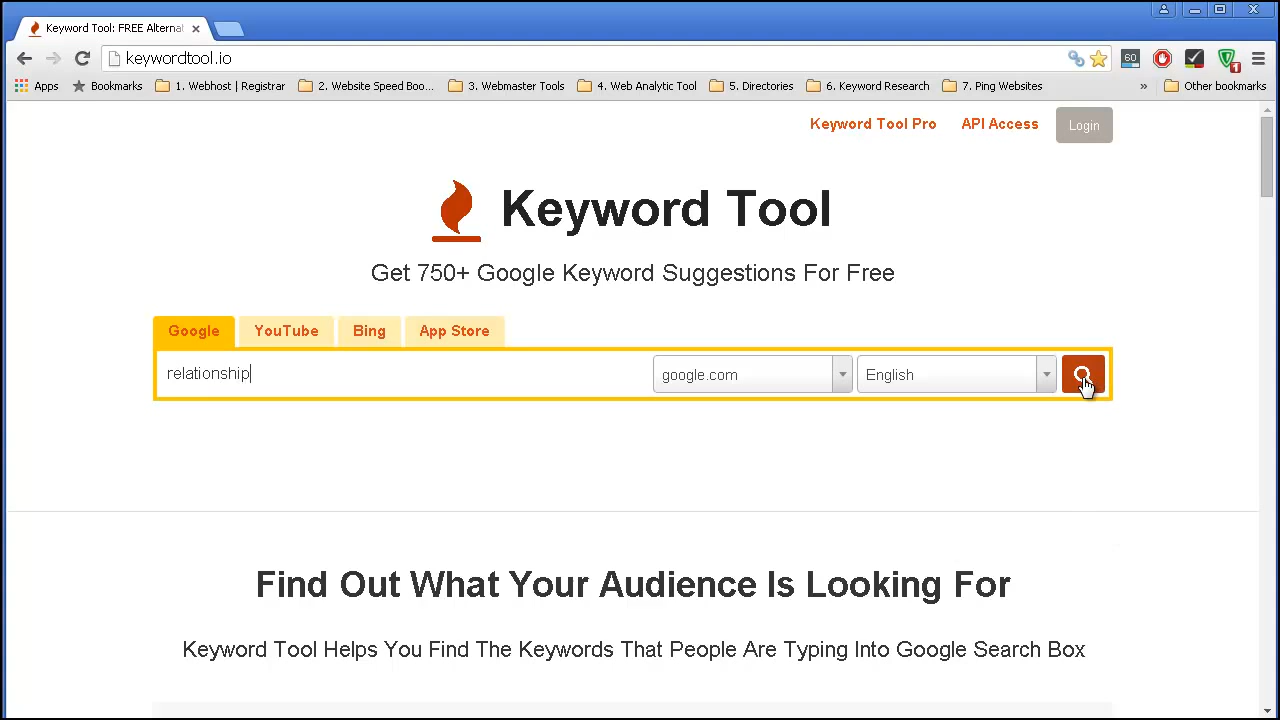 Keyword Tool: FREE Alterna
keywordtool.io
60
1
Apps Bookmarks 1. Webhost | Registrar 2. Website Speed Boo... 3. Webmaster Tools 4. Web Analytic Tool 5. Directories 6. Keyword Research 7. Ping Websites » Other bookmarks
Keyword Tool Pro API Access Login
Keyword Tool
Get 750+ Google Keyword Suggestions For Free
Google YouTube Bing App Store
relationship google.com English
Find Out What Your Audience Is Looking For
Keyword Tool Helps You Find The Keywords That People Are Typing Into Google Search Box